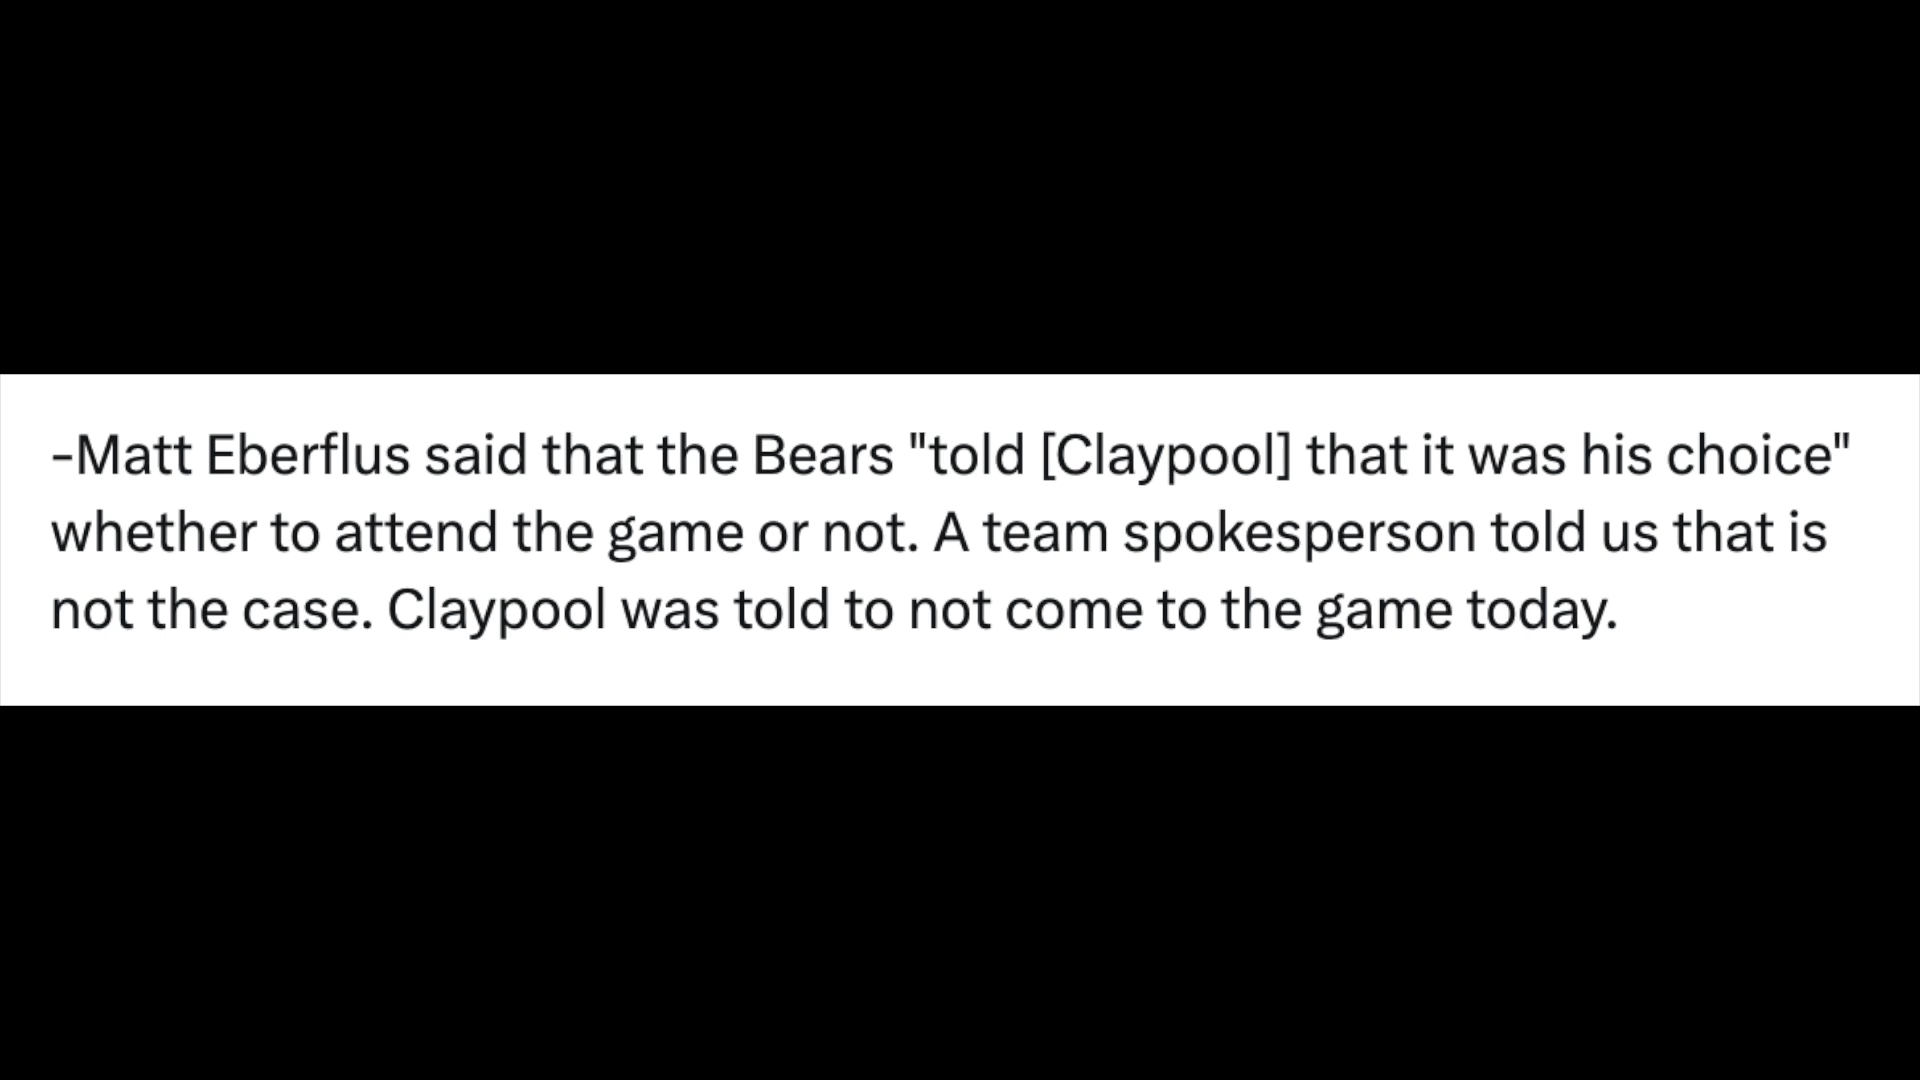 -Matt Eberflus said that the Bears "told [Claypool] that it was his choice"
whether to attend the game or not. A team spokesperson told us that is
not the case. Claypool was told to not come to the game today.